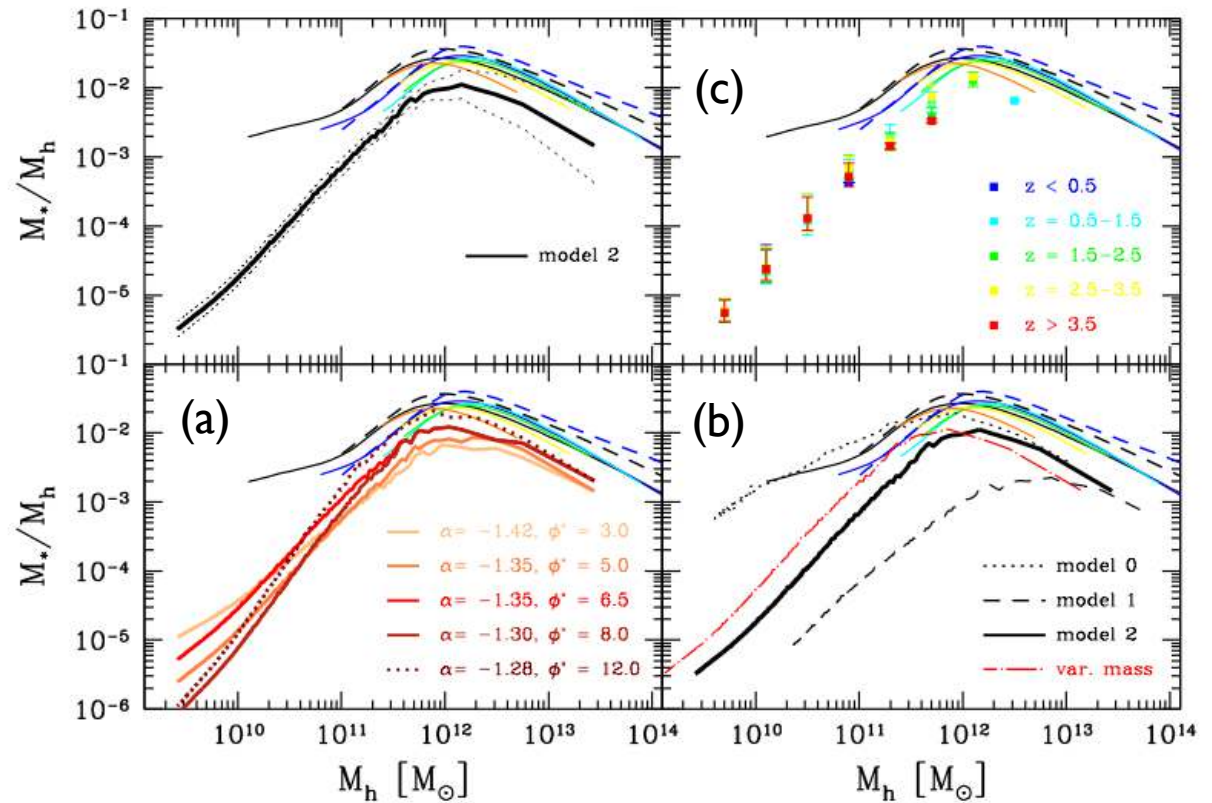 10⁻¹
10⁻²
10⁻³
10⁻⁴
10⁻⁵
10⁻¹
10⁻²
10⁻³
10⁻⁴
10⁻⁵
10⁻⁶
M*/Mh
M*/Mh
model 2
(c)
z < 0.5
z = 0.5−1.5
z = 1.5−2.5
z = 2.5−3.5
z > 3.5
(a)
α= −1.42, φ* = 3.0
α= −1.35, φ* = 5.0
α= −1.35, φ* = 6.5
α= −1.30, φ* = 8.0
α= −1.28, φ* = 12.0
(b)
model 0
model 1
model 2
var. mass
10¹⁰ 10¹¹ 10¹² 10¹³ 10¹⁰ 10¹¹ 10¹² 10¹³ 10¹⁴
Mh [M⊙] Mh [M⊙]